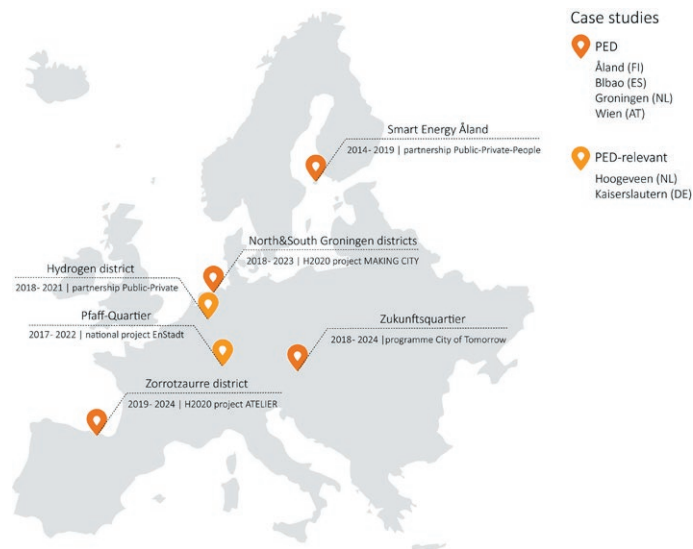 Case studies
PED
Åland (FI)
Blbao (ES)
Groningen (NL)
Wien (AT)
PED-relevant
Hoogeveen (NL)
Kaiserslautern (DE)
Smart Energy Åland
2014- 2019 | partnership Public-Private-People
North&South Groningen districts
2018- 2023 | H2020 project MAKING CITY
Hydrogen district
2018- 2021 | partnership Public-Private
Pfaff-Quartier
2017- 2022 | national project EnStadt
Zukunftsquartier
2018- 2024 |programme City of Tomorrow
Zorrotzaurre district
2019- 2024 | H2020 project ATELIER